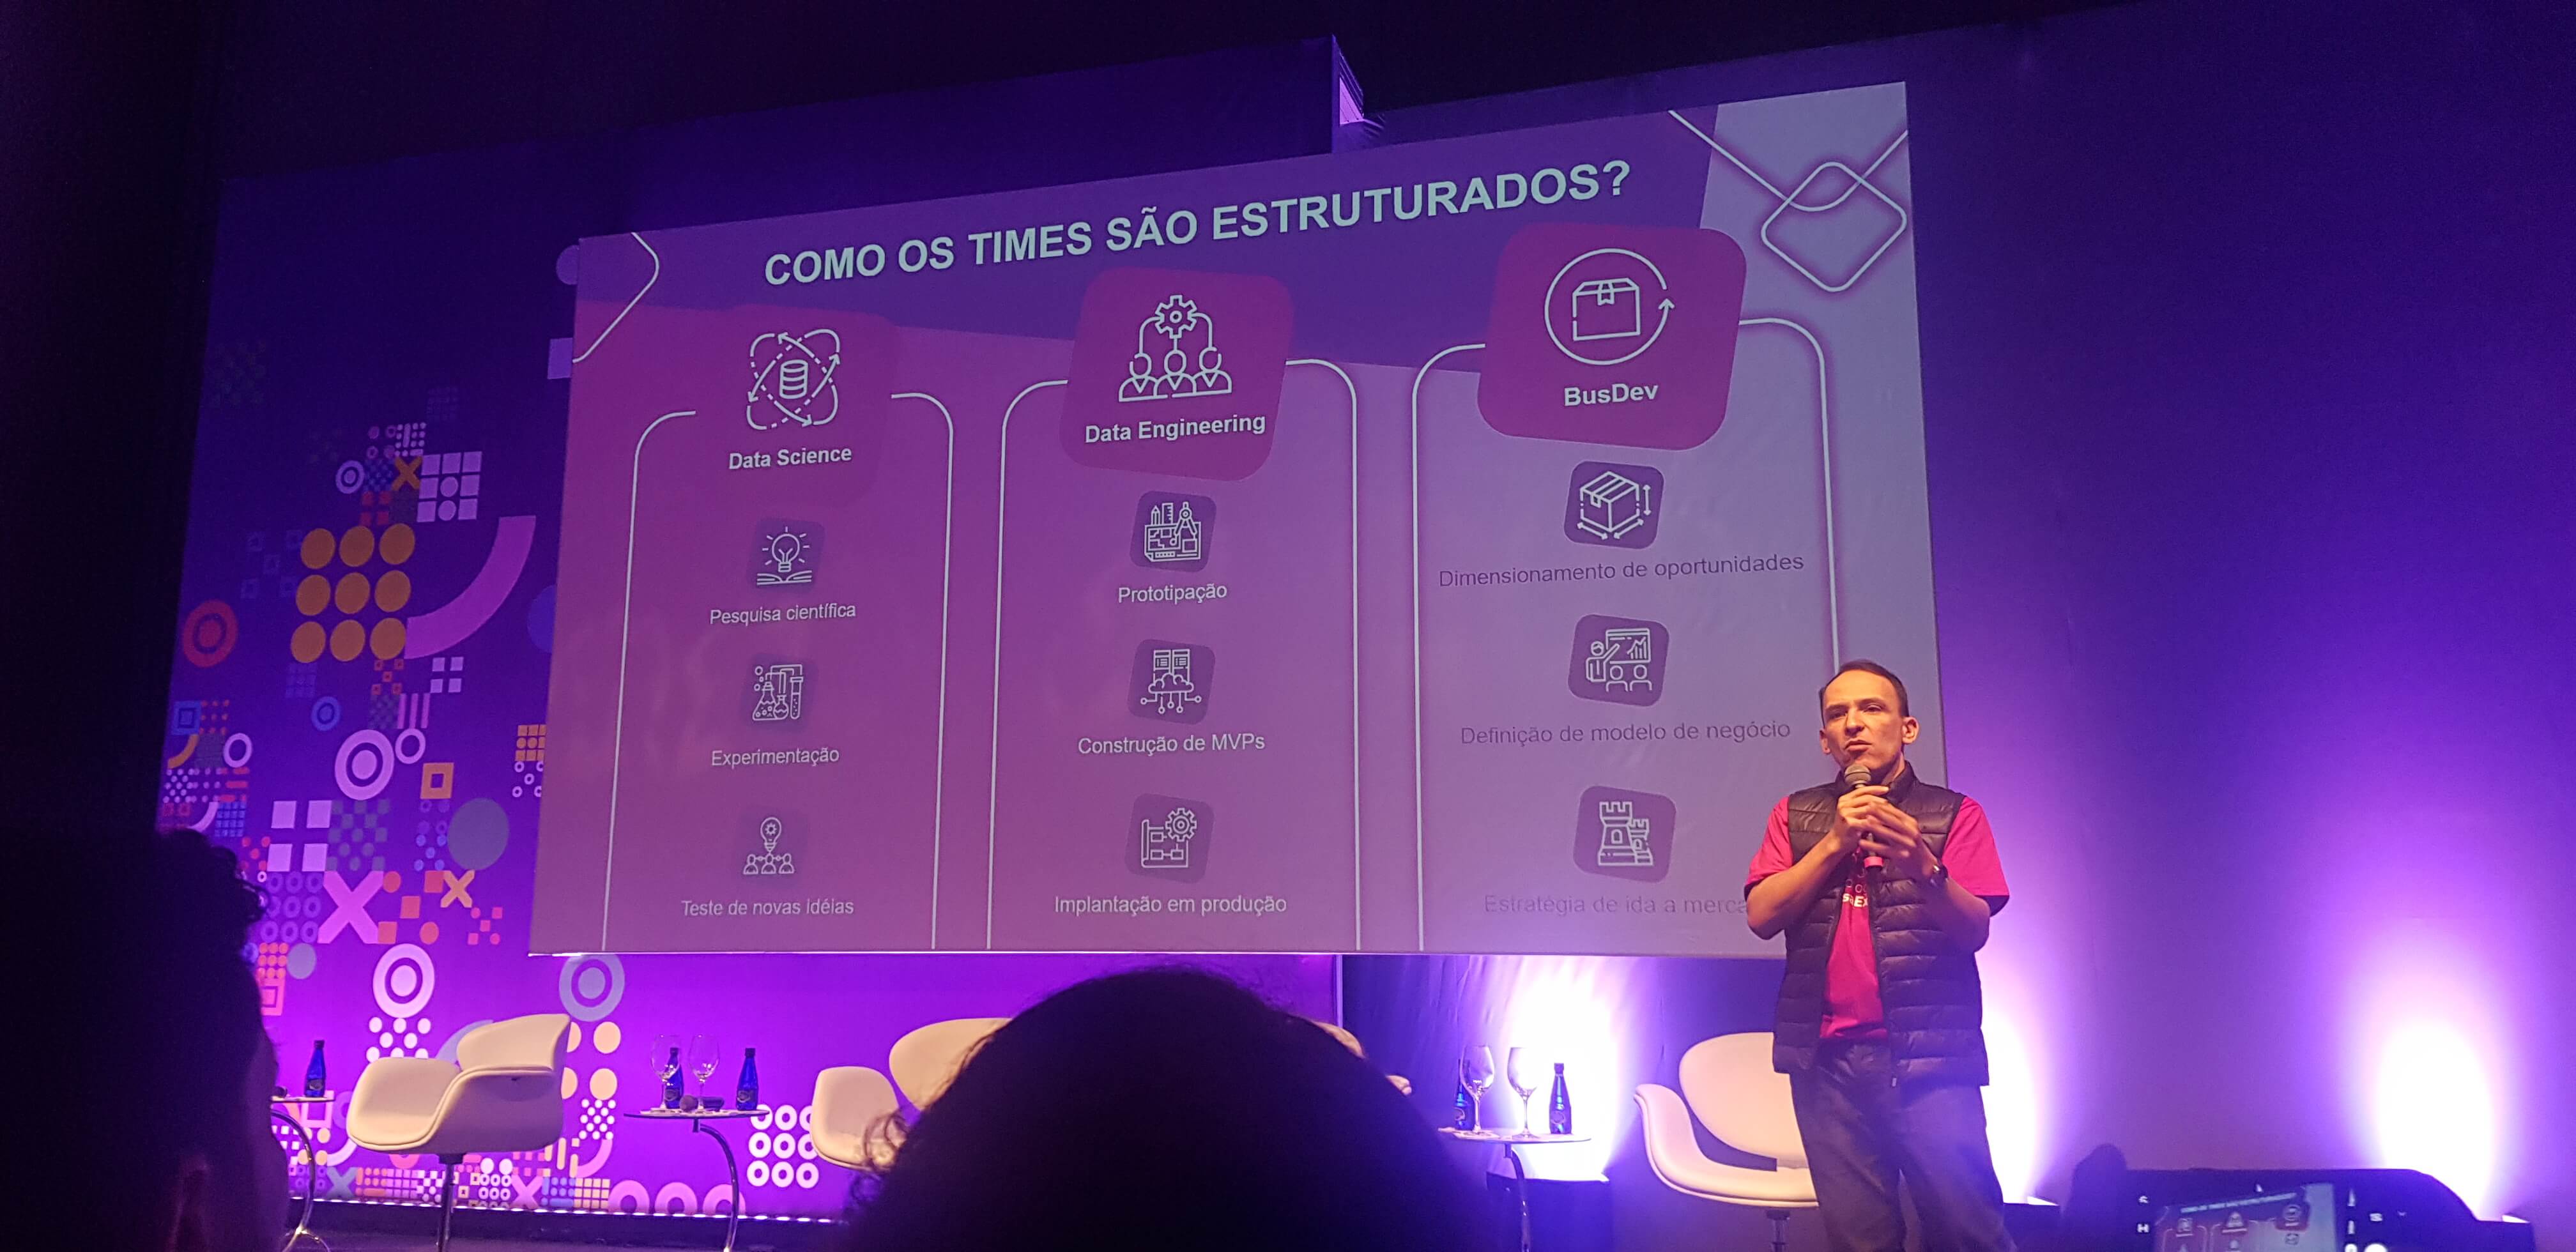 COMO OS TIMES SÃO ESTRUTURADOS?
Data Science
Pesquisa científica
Experimentação
Teste de novas idéias
Data Engineering
Prototipação
Construção de MVPs
Implantação em produção
BusDev
Dimensionamento de oportunidades
Definição de modelo de negócio
Estratégia de ida a merca